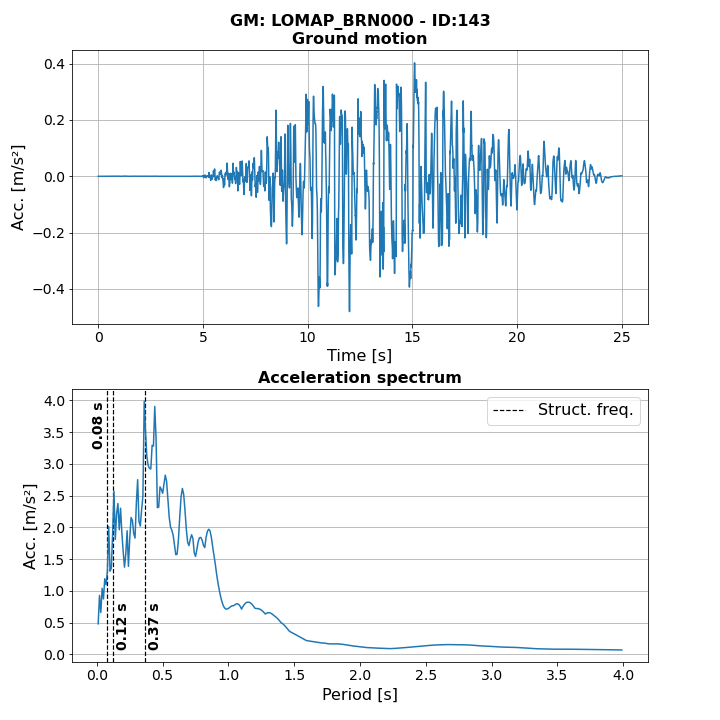 GM: LOMAP_BRN000 - ID:143
Ground motion
0.4
0.2
0.0
−0.2
−0.4
Acc. [m/s²]
0 5 10 15 20 25
Time [s]
Acceleration spectrum
4.0
3.5
3.0
2.5
2.0
1.5
1.0
0.5
0.0
Acc. [m/s²]
0.08 s
0.12 s
0.37 s
Struct. freq.
0.0 0.5 1.0 1.5 2.0 2.5 3.0 3.5 4.0
Period [s]